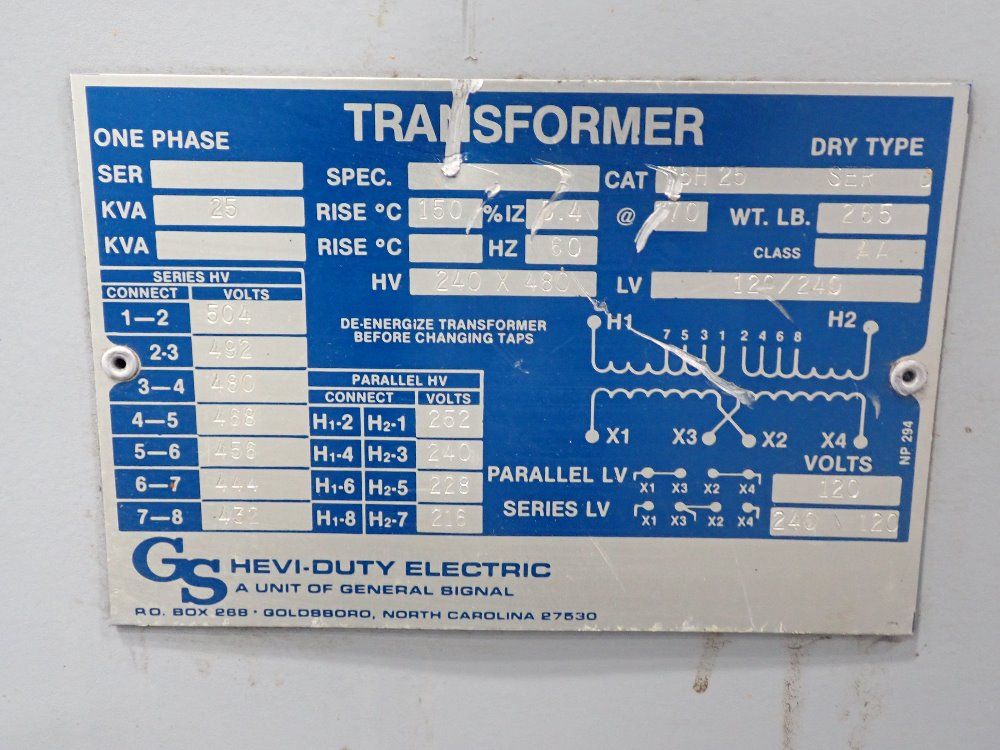 TRANSFORMER
ONE PHASE
DRY TYPE
SER SPEC. CAT SER
KVA 25 RISE °C 150 %IZ @ 170 WT. LB. 265
KVA RISE °C HZ 60 CLASS AA
HV 240 X 480 LV 120/240
SERIES HV
CONNECT VOLTS
1—2 504
2-3 492
3—4 480
4—5 468
5—6 456
6—7 444
7—8 432
DE-ENERGIZE TRANSFORMER
BEFORE CHANGING TAPS
PARALLEL HV
CONNECT VOLTS
H1-2 H2-1 252
H1-4 H2-3 240
H1-6 H2-5 228
H1-8 H2-7 216
H1 7 5 3 1 2 4 6 8 H2
X1 X3 X2 X4
VOLTS
PARALLEL LV X1 X3 X2 X4 120
SERIES LV X1 X3 X2 X4 240 \ 120
NP 294
GS HEVI-DUTY ELECTRIC
A UNIT OF GENERAL SIGNAL
P.O. BOX 268 · GOLDSBORO, NORTH CAROLINA 27530